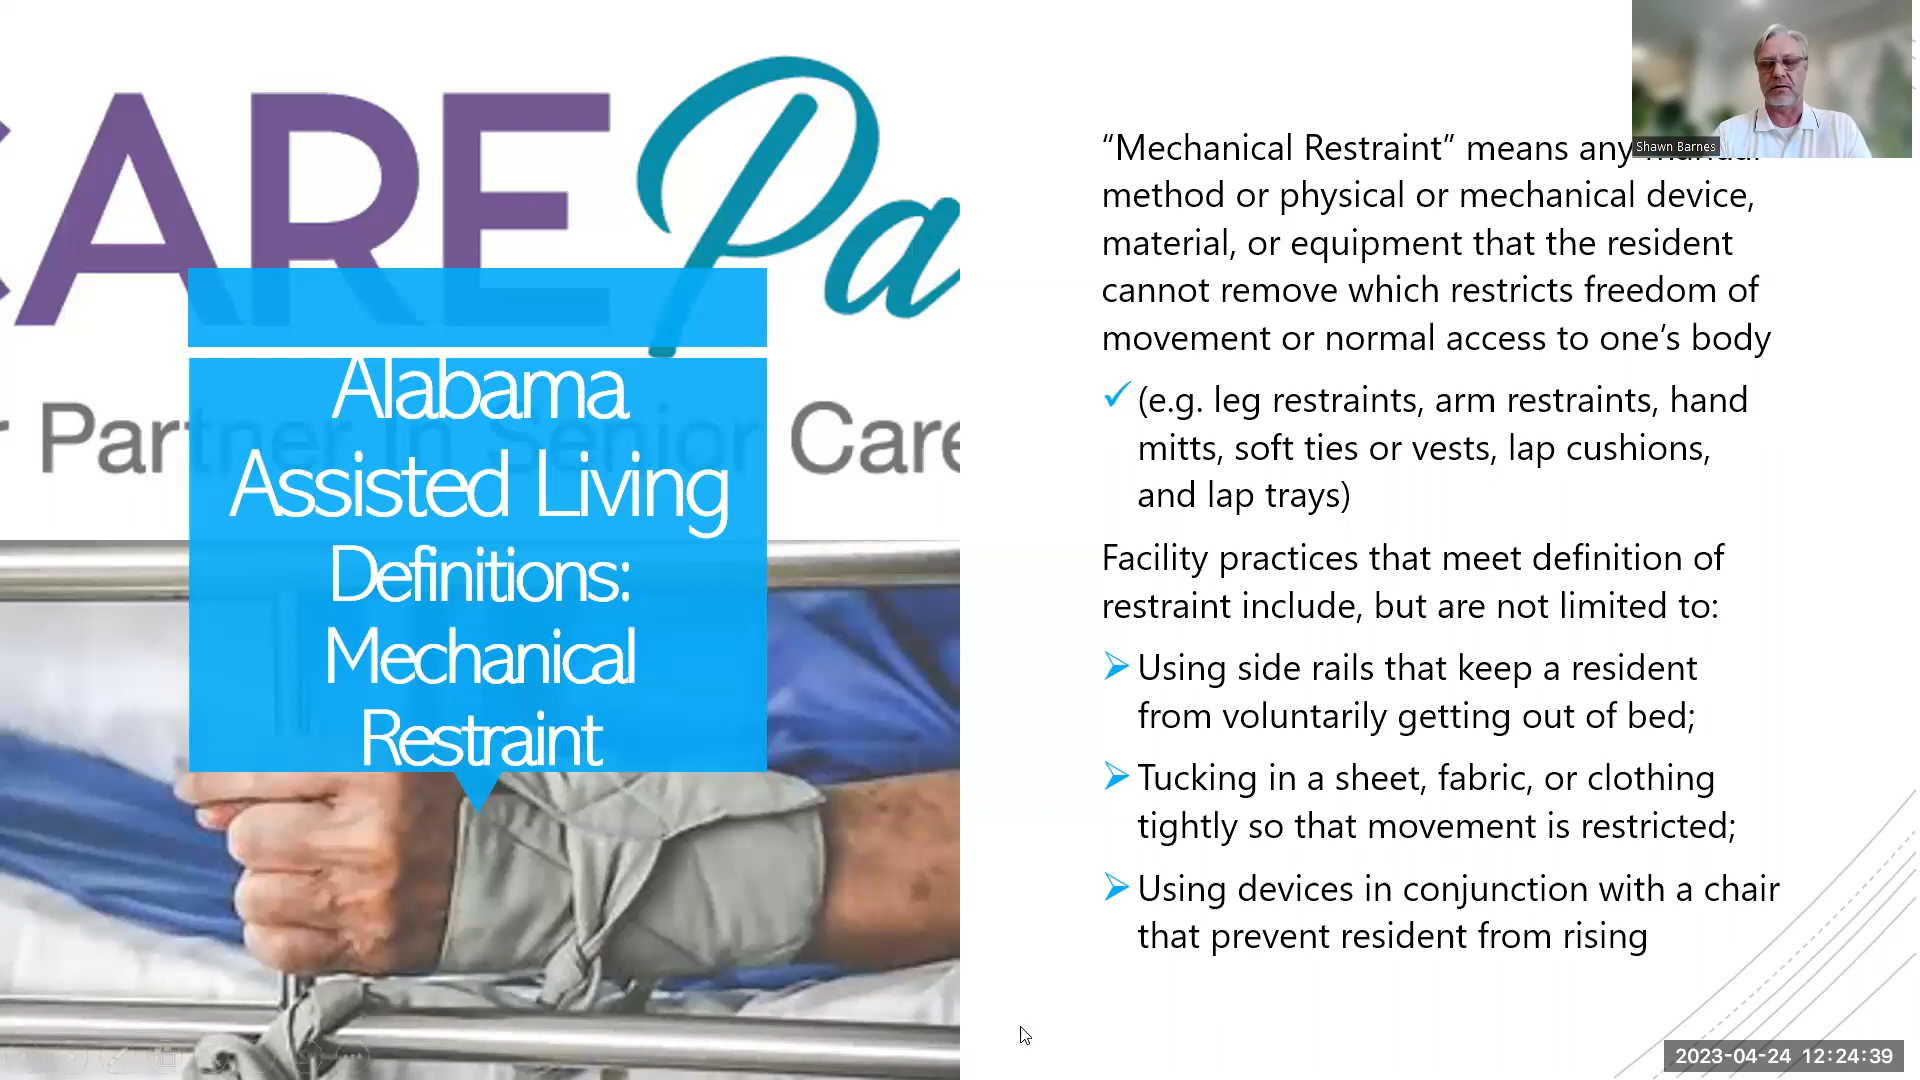 CARE Pa
r Partner In Senior Care
Alabama
Assisted Living
Definitions:
Mechanical
Restraint
“Mechanical Restraint” means any
method or physical or mechanical device,
material, or equipment that the resident
cannot remove which restricts freedom of
movement or normal access to one’s body
(e.g. leg restraints, arm restraints, hand
mitts, soft ties or vests, lap cushions,
and lap trays)
Facility practices that meet definition of
restraint include, but are not limited to:
Using side rails that keep a resident
from voluntarily getting out of bed;
Tucking in a sheet, fabric, or clothing
tightly so that movement is restricted;
Using devices in conjunction with a chair
that prevent resident from rising
Shawn Barnes
2023-04-24 12:24:39